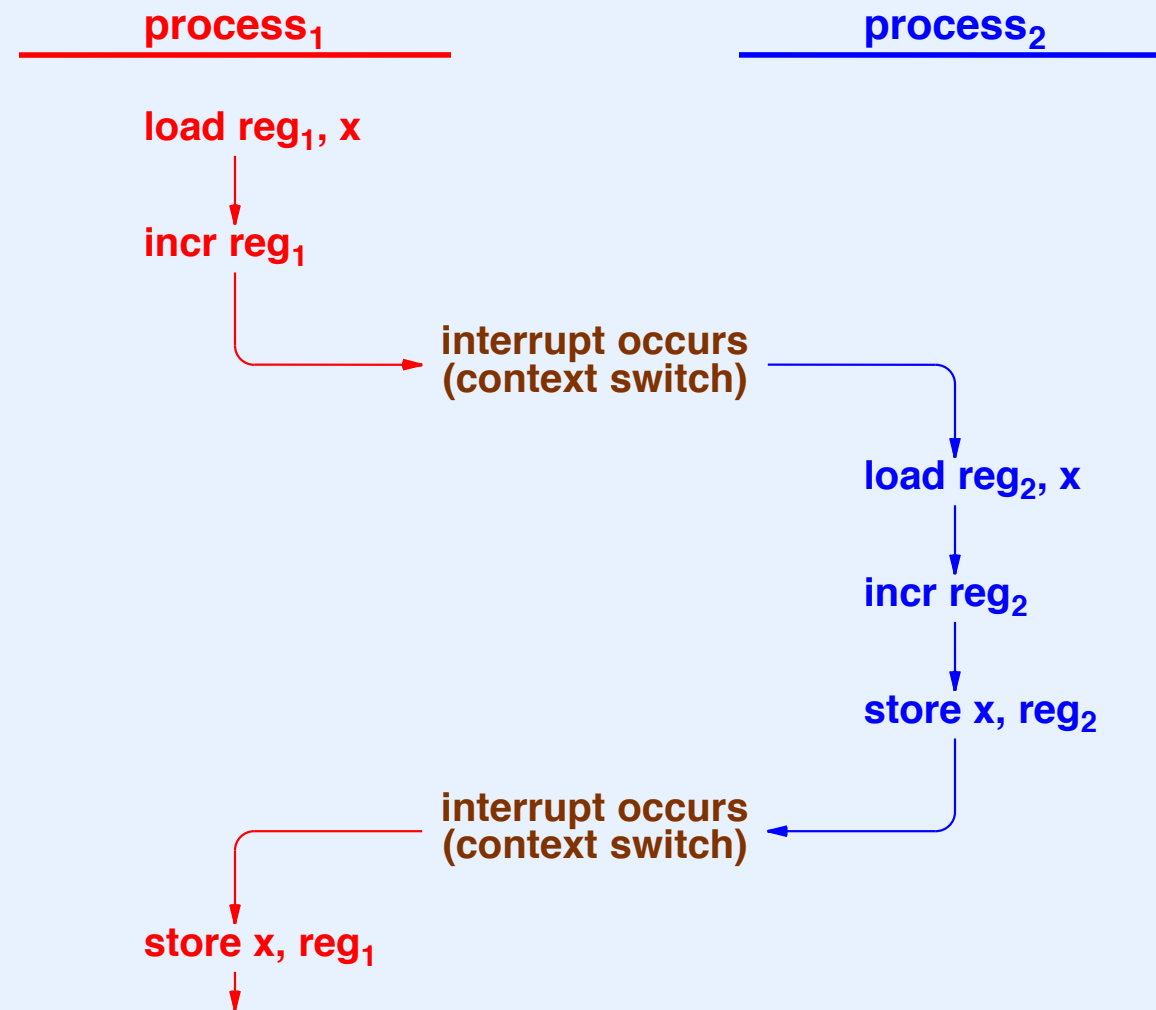 process₁ process₂
load reg₁, x
incr reg₁
interrupt occurs
(context switch)
load reg₂, x
incr reg₂
store x, reg₂
interrupt occurs
(context switch)
store x, reg₁